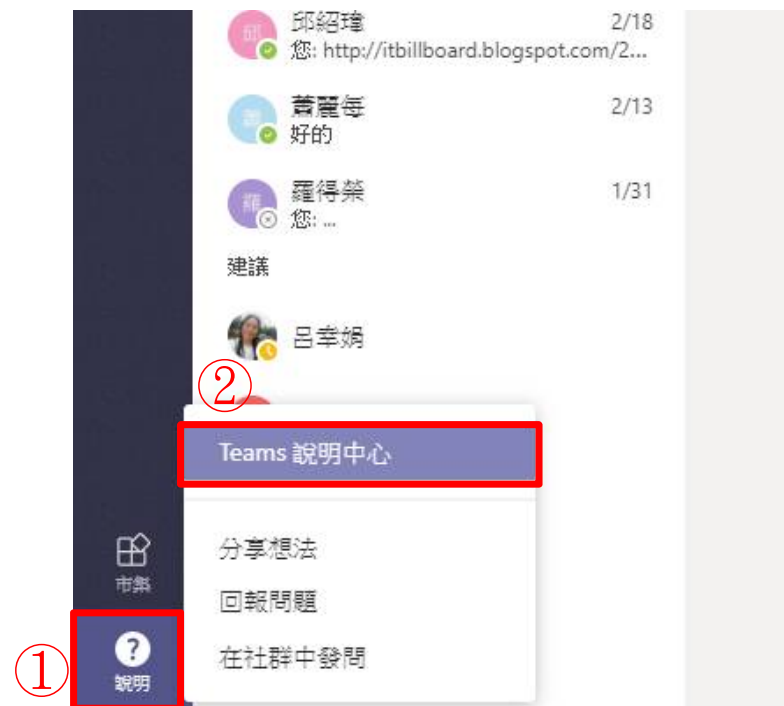 邱紹瑋 2/18
您: http://itbillboard.blogspot.com/2...
蕭麗每 2/13
好的
羅得榮 1/31
您: ...
建議
呂幸娟
②
Teams 說明中心
分享想法
市集
回報問題
在社群中發問
①
?
說明